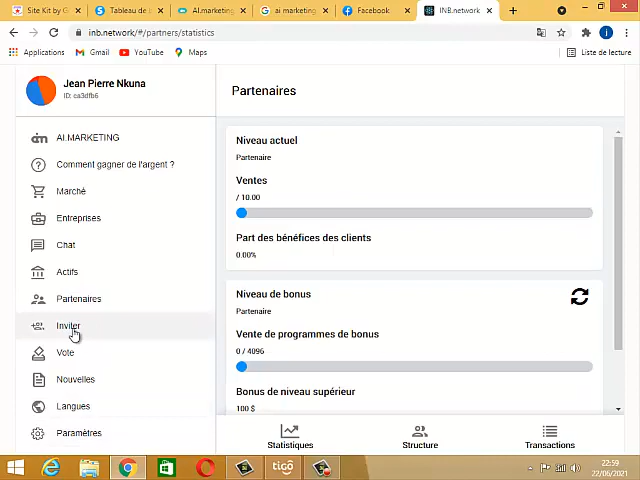 Site Kit by G
Tableau de b
AI.marketing
ai marketing
Facebook
INB.network
inb.network/#/partners/statistics
Applications
Gmail
YouTube
Maps
Liste de lecture
Jean Pierre Nkuna
ID: ca3dfb6
AI.MARKETING
Comment gagner de l'argent ?
Marché
Entreprises
Chat
Actifs
Partenaires
Inviter
Vote
Nouvelles
Langues
Paramètres
Partenaires
Niveau actuel
Partenaire
Ventes
/ 10.00
Part des bénéfices des clients
0.00%
Niveau de bonus
Partenaire
Vente de programmes de bonus
0 / 4096
Bonus de niveau supérieur
100 $
Statistiques
Structure
Transactions
tigo
22:59
22/06/2021